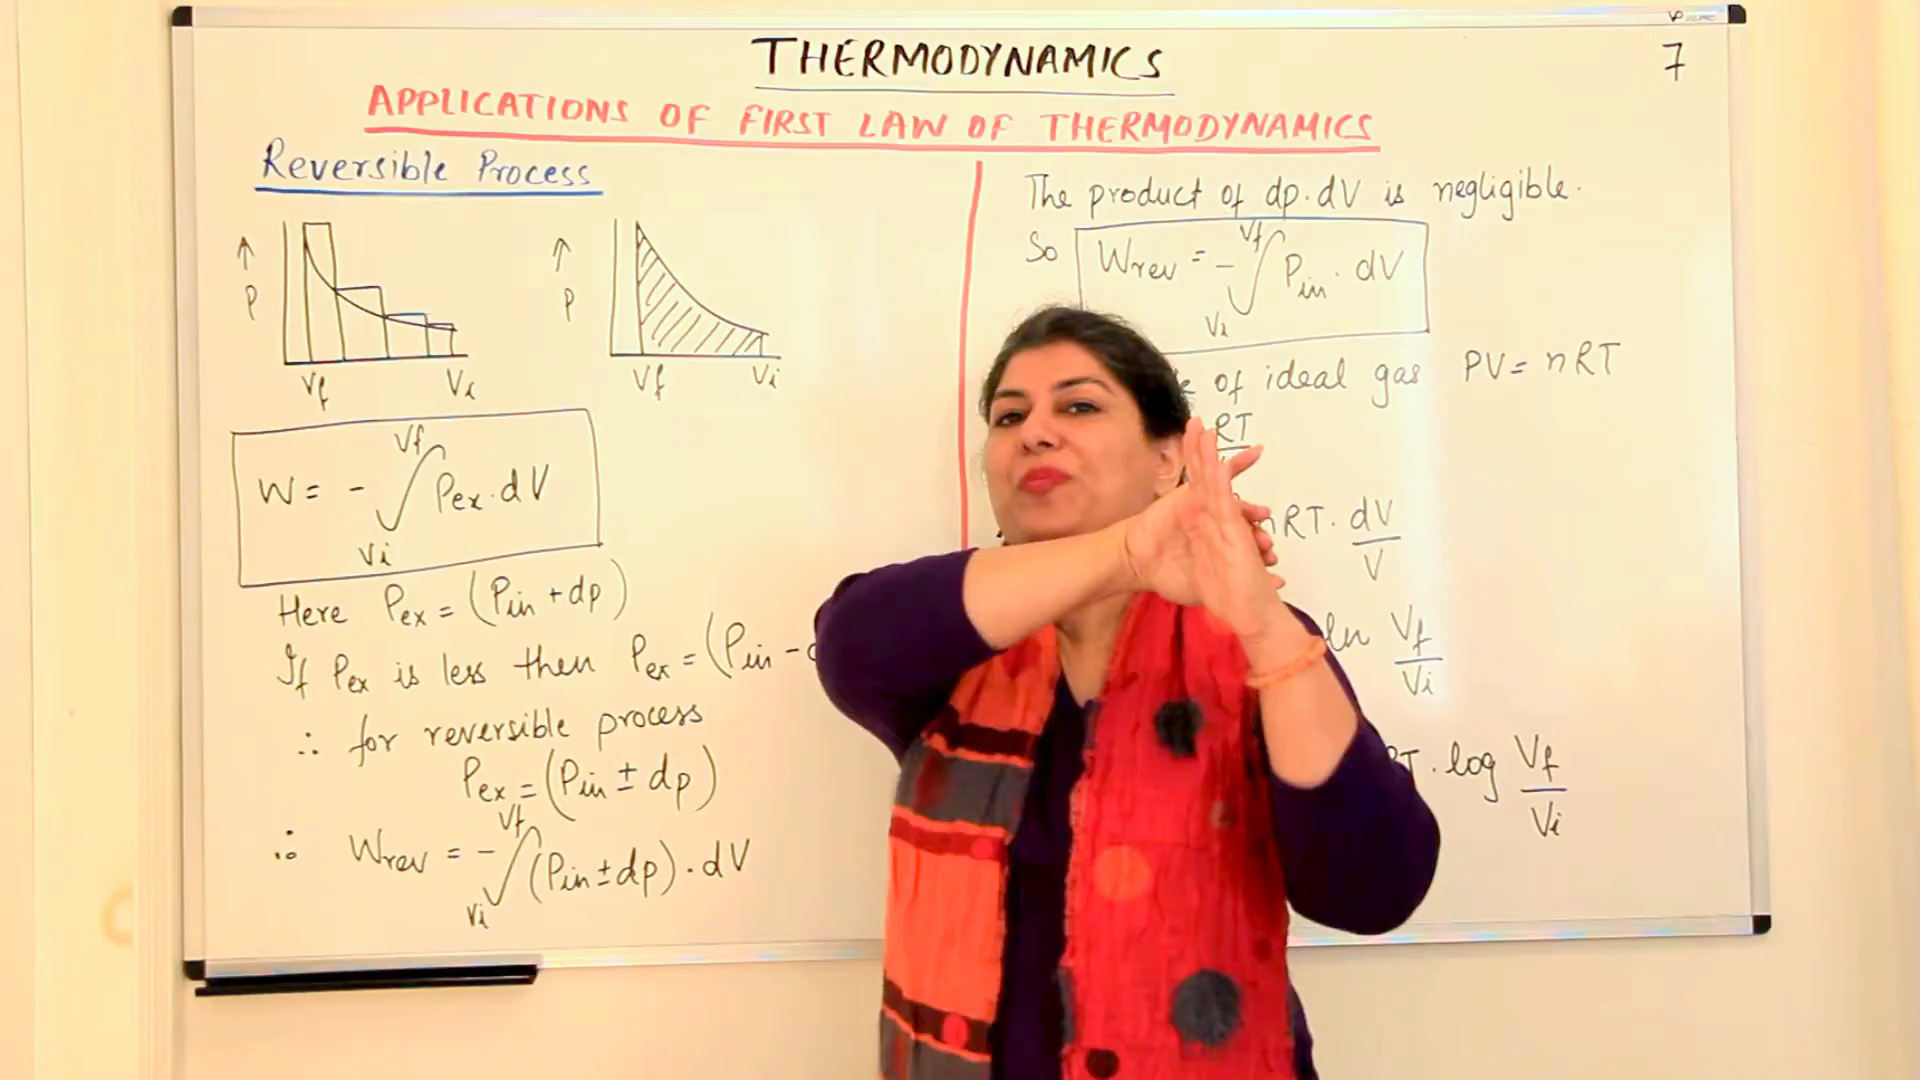 THERMODYNAMICS
7
APPLICATIONS OF FIRST LAW OF THERMODYNAMICS
Reversible Process
↑ P
Vf Vi
↑ P
Vf Vi
W = - ∫ Vi Vf Pex . dV
Here Pex = (Pin + dp)
If Pex is less then Pex = (Pin -
∴ for reversible process
Pex = (Pin ± dp)
∴ Wrev = - ∫ Vi Vf (Pin ± dp) . dV
The product of dp.dV is negligible.
So Wrev = - ∫ Vi Vf Pin . dV
of ideal gas PV = nRT
RT
nRT. dV/V
ln Vf/Vi
RT . log Vf/Vi